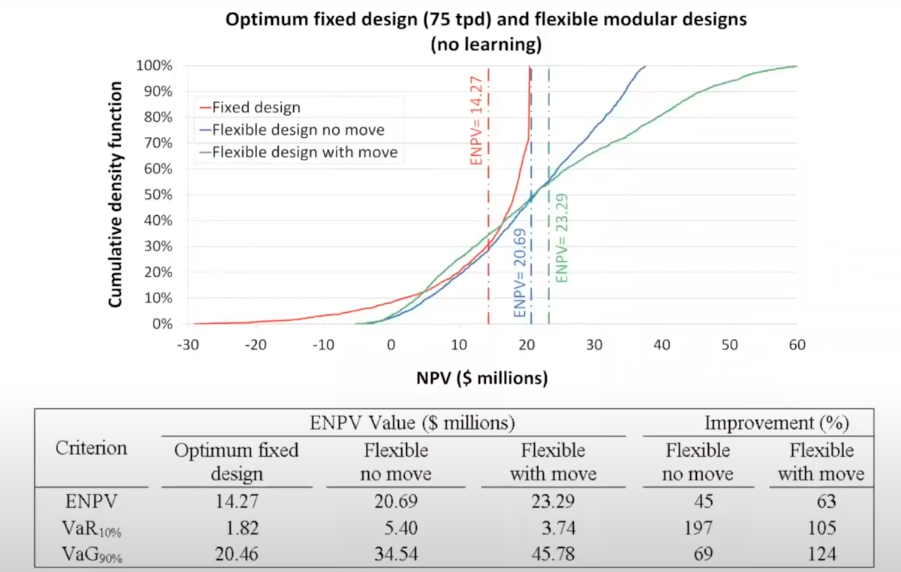 Optimum fixed design (75 tpd) and flexible modular designs
(no learning)
Cumulative density function
100%
90%
80%
70%
60%
50%
40%
30%
20%
10%
0%
Fixed design
Flexible design no move
Flexible design with move
ENPV= 14.27
ENPV= 20.69
ENPV= 23.29
-30 -20 -10 0 10 20 30 40 50 60
NPV ($ millions)
Criterion ENPV Value ($ millions) Improvement (%)
Optimum fixed design Flexible no move Flexible with move Flexible no move Flexible with move
ENPV 14.27 20.69 23.29 45 63
VaR10% 1.82 5.40 3.74 197 105
VaG90% 20.46 34.54 45.78 69 124